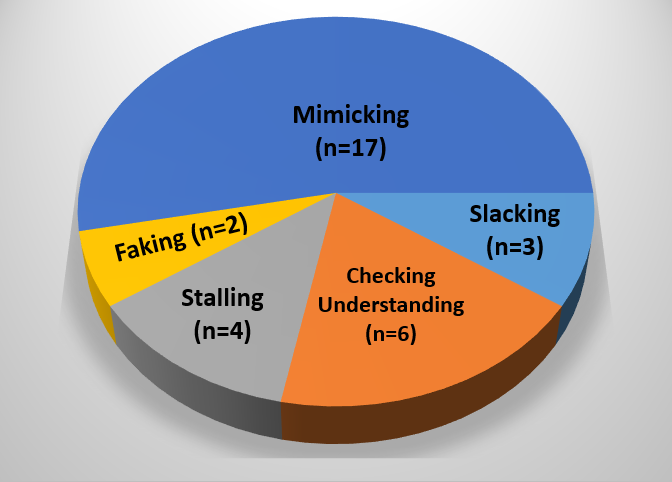 Mimicking
(n=17)
Slacking
(n=3)
Faking (n=2)
Checking
Understanding
(n=6)
Stalling
(n=4)